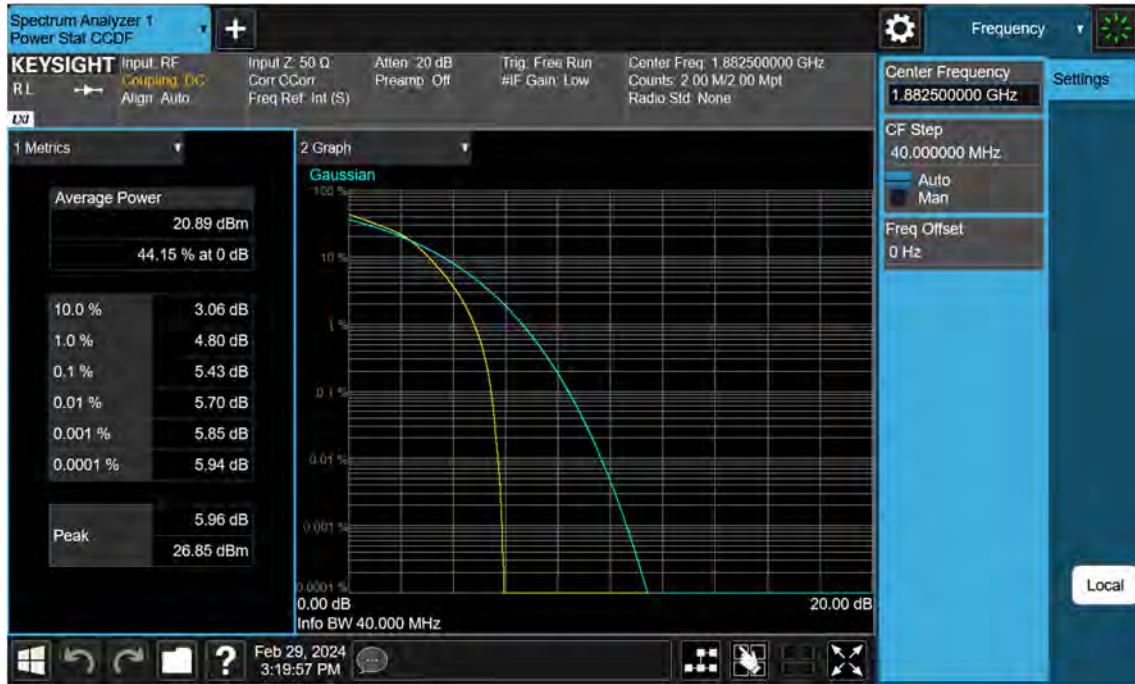 Spectrum Analyzer 1
Power Stat CCDF
+
Frequency
KEYSIGHT
RL
LXI
Input: RF
Coupling: DC
Align: Auto
Input Z: 50 Ω
Corr CCorr
Freq Ref: Int (S)
Atten: 20 dB
Preamp: Off
Trig: Free Run
#IF Gain: Low
Center Freq: 1.882500000 GHz
Counts: 2.00 M/2.00 Mpt
Radio Std: None
Center Frequency
1.882500000 GHz
Settings
CF Step
40.000000 MHz
Auto
Man
Freq Offset
0 Hz
1 Metrics
Average Power
20.89 dBm
44.15 % at 0 dB
10.0 % 3.06 dB
1.0 % 4.80 dB
0.1 % 5.43 dB
0.01 % 5.70 dB
0.001 % 5.85 dB
0.0001 % 5.94 dB
Peak
5.96 dB
26.85 dBm
2 Graph
Gaussian
100 %
10 %
1 %
0.1 %
0.01 %
0.001 %
0.0001 %
0.00 dB 20.00 dB
Info BW 40.000 MHz
Local
?
Feb 29, 2024
3:19:57 PM